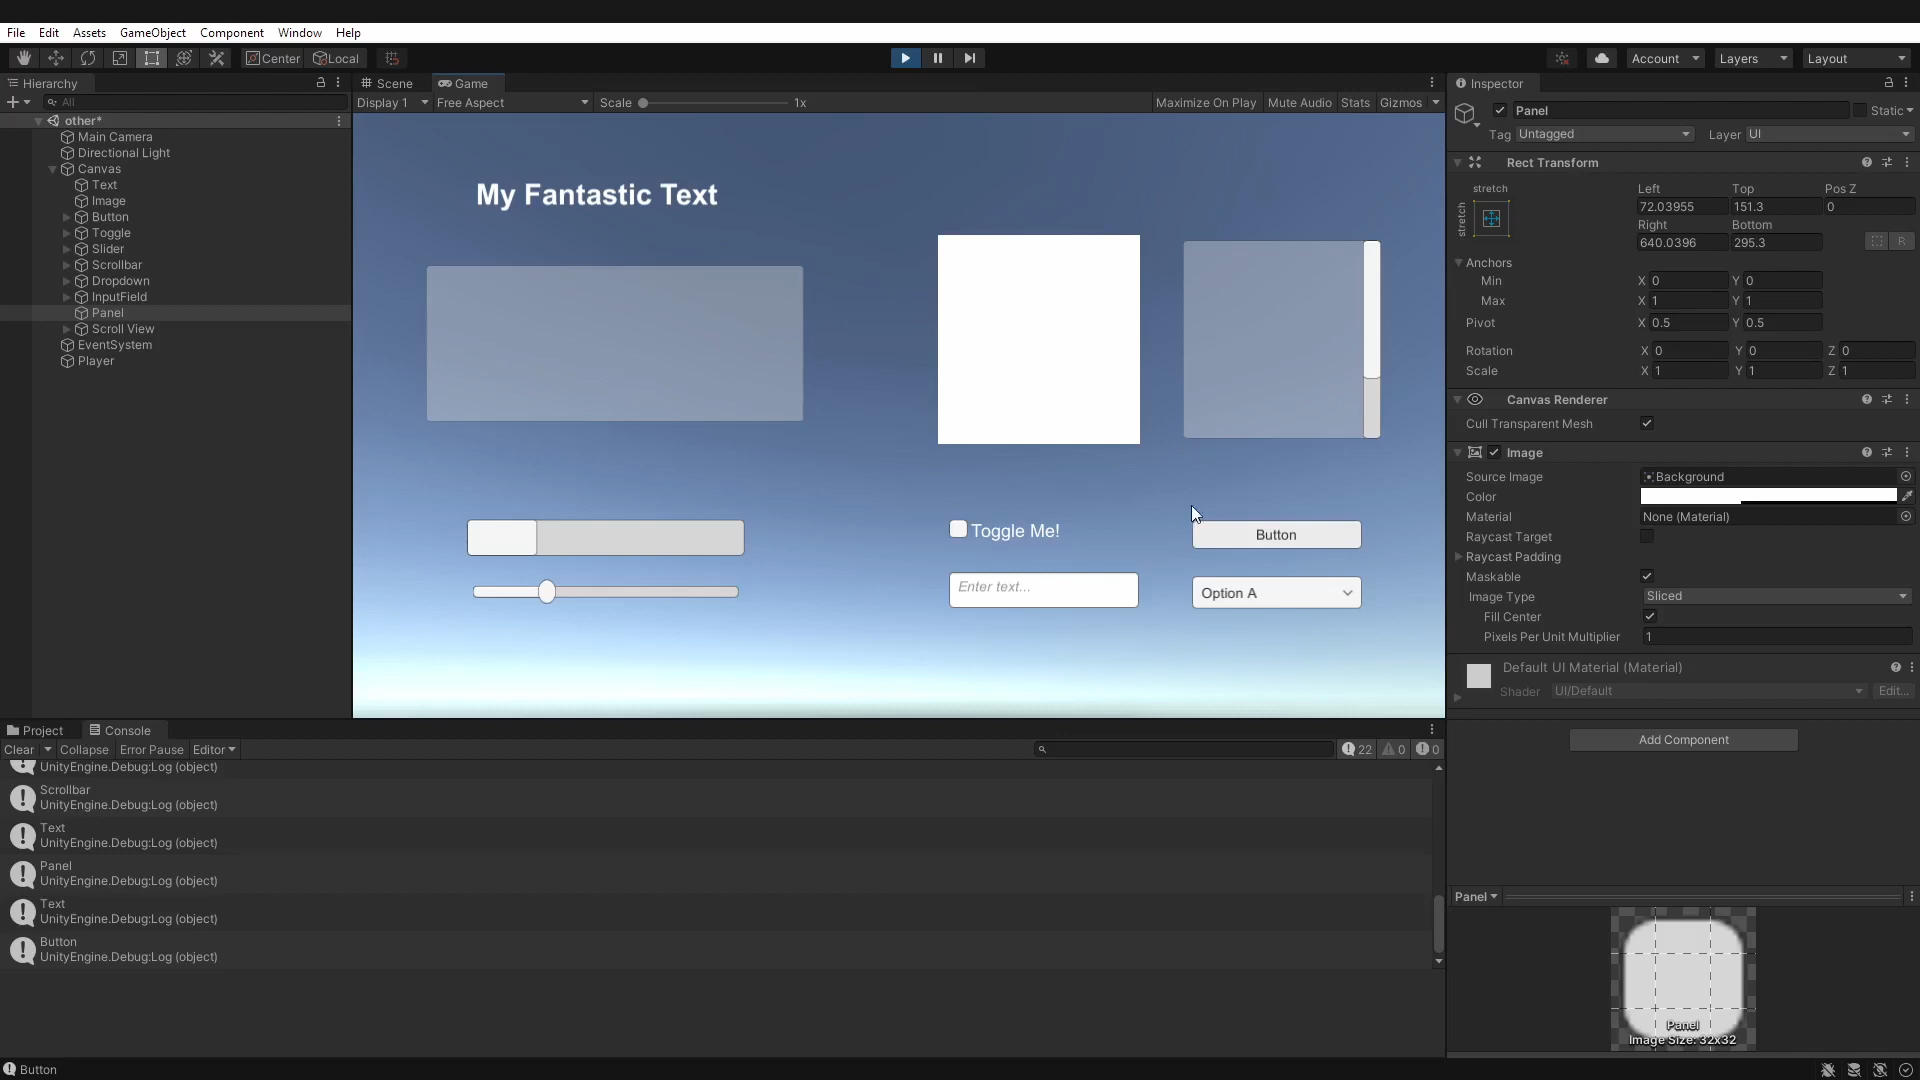 File Edit Assets GameObject Component Window Help
Center Local Account Layers Layout
Hierarchy
All
other*
Main Camera
Directional Light
Canvas
Text
Image
Button
Toggle
Slider
Scrollbar
Dropdown
InputField
Panel
Scroll View
EventSystem
Player
Scene Game
Display 1 Free Aspect Scale 1x Maximize On Play Mute Audio Stats Gizmos
My Fantastic Text
Toggle Me!
Button
Enter text...
Option A
Inspector
Panel Static
Tag Untagged Layer UI
Rect Transform
stretch
stretch
Left Top Pos Z
72.03955 151.3 0
Right Bottom
640.0396 295.3 R
Anchors
Min X 0 Y 0
Max X 1 Y 1
Pivot X 0.5 Y 0.5
Rotation X 0 Y 0 Z 0
Scale X 1 Y 1 Z 1
Canvas Renderer
Cull Transparent Mesh
Image
Source Image Background
Color
Material None (Material)
Raycast Target
Raycast Padding
Maskable
Image Type Sliced
Fill Center
Pixels Per Unit Multiplier 1
Default UI Material (Material)
Shader UI/Default Edit...
Add Component
Panel
Panel
Image Size: 32x32
Project Console
Clear Collapse Error Pause Editor 22 0 0
UnityEngine.Debug:Log (object)
Scrollbar
UnityEngine.Debug:Log (object)
Text
UnityEngine.Debug:Log (object)
Panel
UnityEngine.Debug:Log (object)
Text
UnityEngine.Debug:Log (object)
Button
UnityEngine.Debug:Log (object)
Button